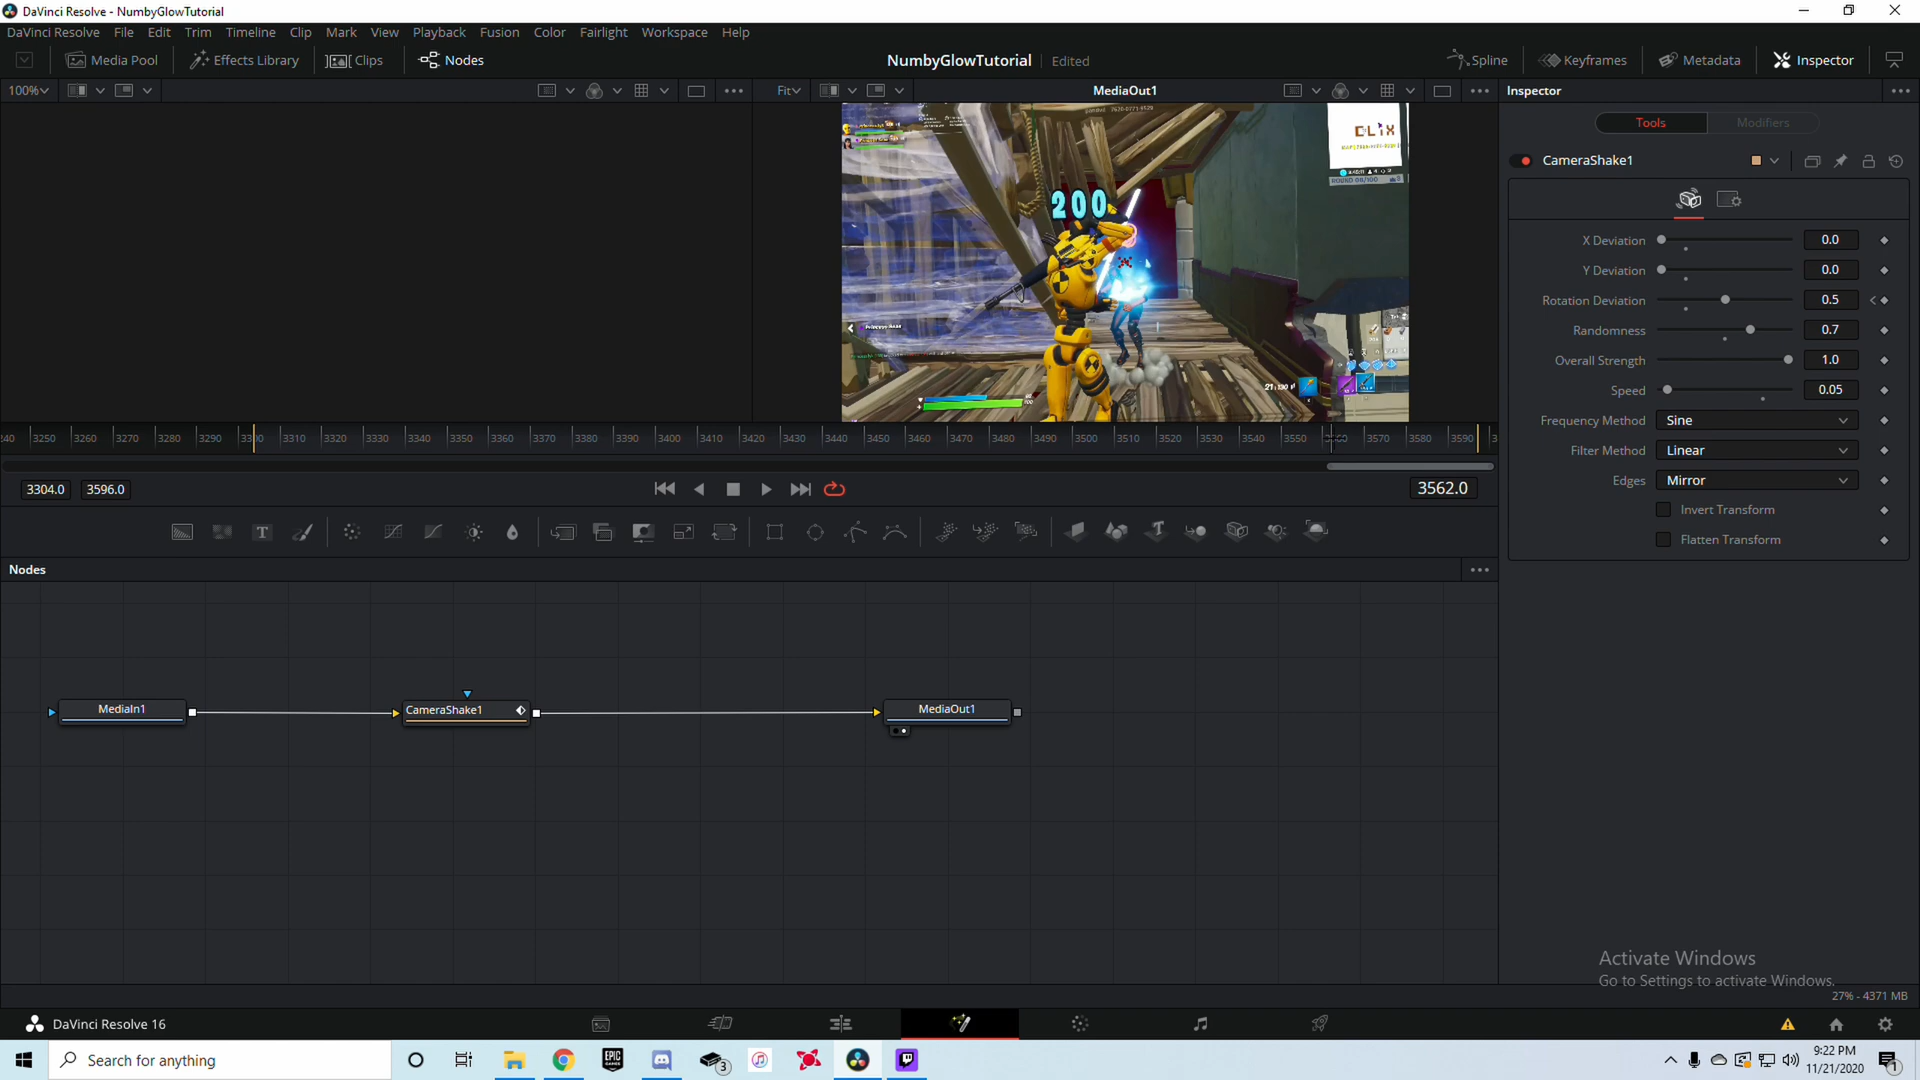 DaVinci Resolve - NumbyGlowTutorial
DaVinci Resolve File Edit Trim Timeline Clip Mark View Playback Fusion Color Fairlight Workspace Help
Media Pool Effects Library Clips Nodes NumbyGlowTutorial Edited Spline Keyframes Metadata Inspector
100% Fit MediaOut1 Inspector
Tools Modifiers
CameraShake1
X Deviation 0.0
Y Deviation 0.0
Rotation Deviation 0.5
Randomness 0.7
Overall Strength 1.0
Speed 0.05
Frequency Method Sine
Filter Method Linear
Edges Mirror
Invert Transform
Flatten Transform
CLIX
200
3250 3260 3270 3280 3290 3300 3310 3320 3330 3340 3350 3360 3370 3380 3390 3400 3410 3420 3430 3440 3450 3460 3470 3480 3490 3500 3510 3520 3530 3540 3550 3560 3570 3580 3590
3304.0 3596.0 3562.0
Nodes
MediaIn1 CameraShake1 MediaOut1
Activate Windows
Go to Settings to activate Windows.
27% - 4371 MB
DaVinci Resolve 16
Search for anything
EPIC GAMES
3
9:22 PM
11/21/2020
1